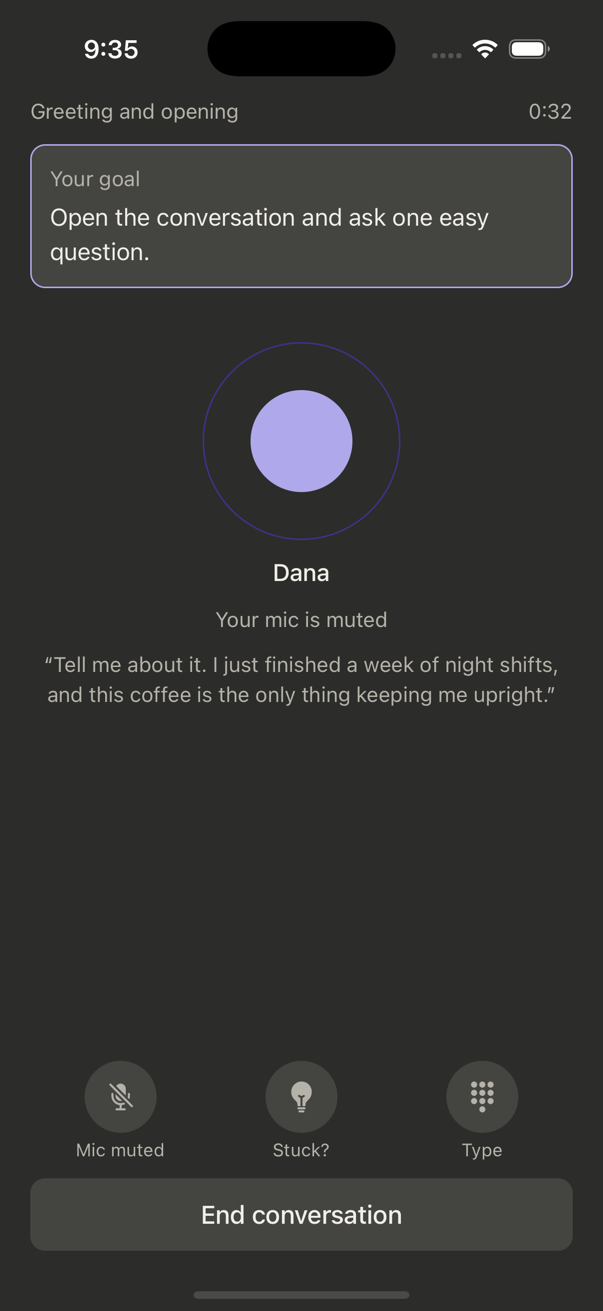 9:35
Greeting and opening
0:32
Your goal
Open the conversation and ask one easy
question.
Dana
Your mic is muted
“Tell me about it. I just finished a week of night shifts,
and this coffee is the only thing keeping me upright.”
Mic muted
Stuck?
Type
End conversation